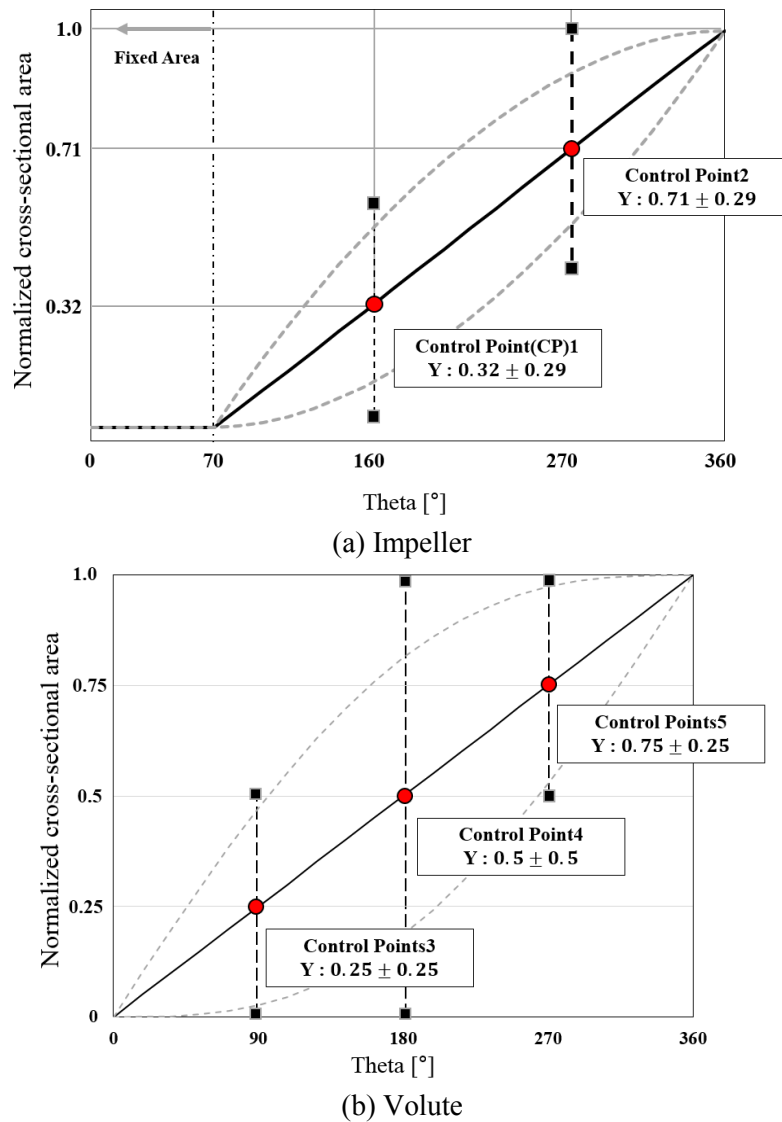 1.0
Fixed Area
0.71
Control Point2
Y : 0.71 ± 0.29
Normalized cross-sectional area
0.32
Control Point(CP)1
Y : 0.32 ± 0.29
0
70
160
270
360
Theta [°]
(a) Impeller
1.0
0.75
Control Points5
Y : 0.75 ± 0.25
Normalized cross-sectional area
0.5
Control Point4
Y : 0.5 ± 0.5
0.25
Control Points3
Y : 0.25 ± 0.25
0
0
90
180
270
360
Theta [°]
(b) Volute